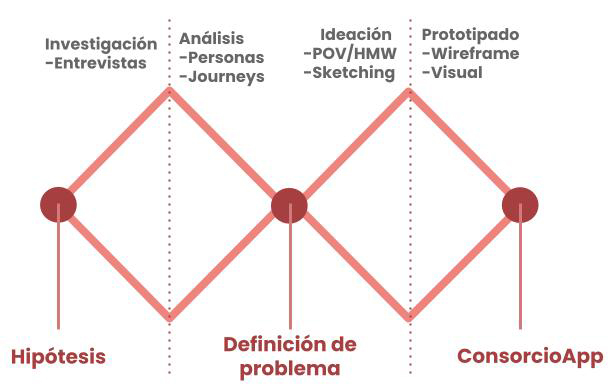 Investigación
-Entrevistas
Análisis
-Personas
-Journeys
Ideación
-POV/HMW
-Sketching
Prototipado
-Wireframe
-Visual
Hipótesis
Definición de
problema
ConsorcioApp